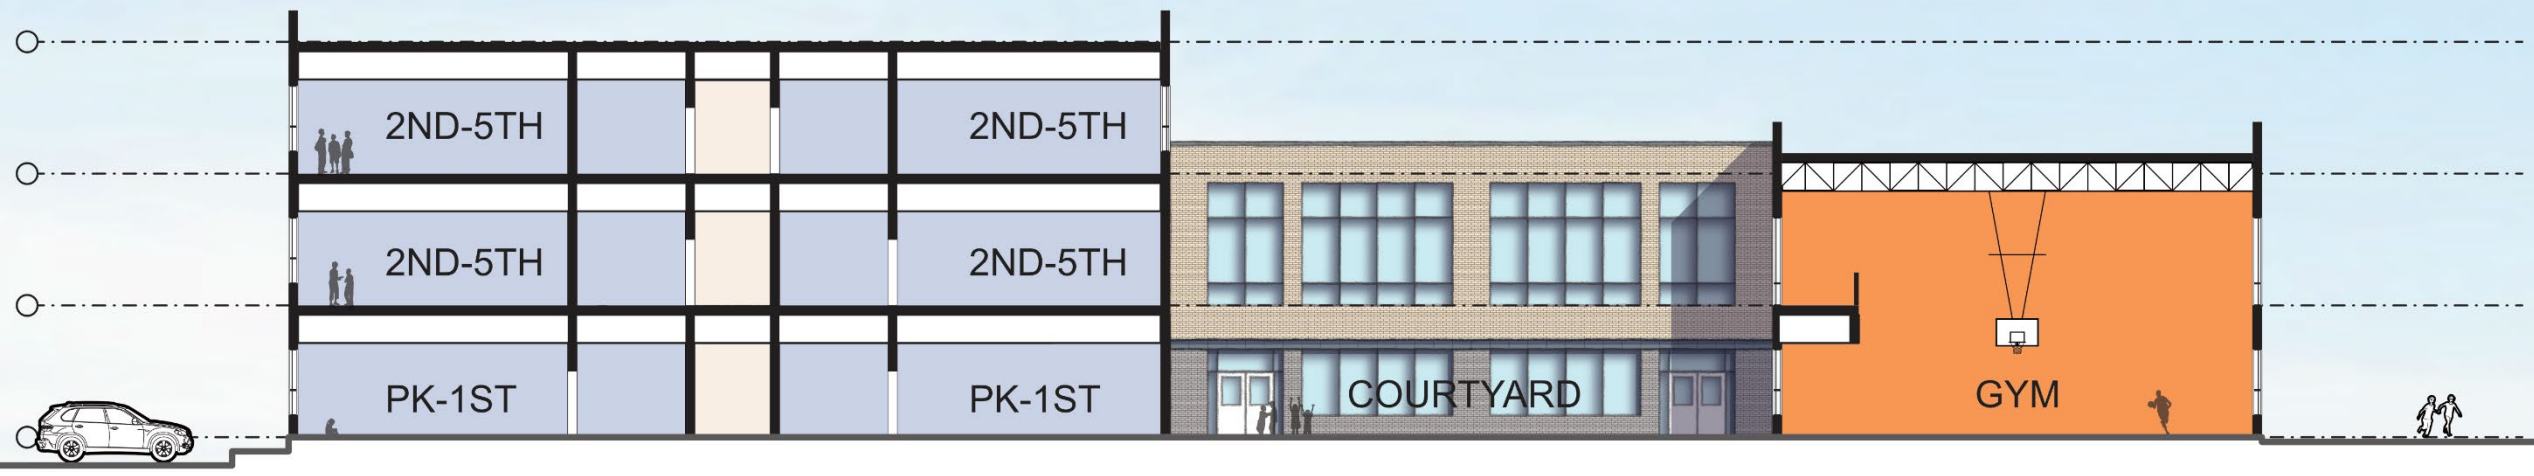 2ND-5TH
2ND-5TH
2ND-5TH
2ND-5TH
PK-1ST
PK-1ST
COURTYARD
GYM